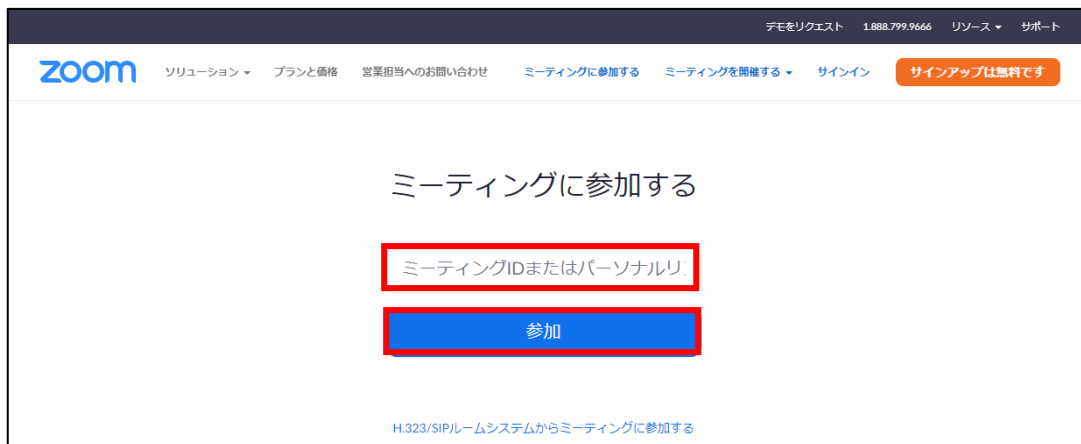 デモをリクエスト 1.888.799.9666 リソース サポート
zoom ソリューション プランと価格 営業担当へのお問い合わせ ミーティングに参加する ミーティングを開催する サインイン サインアップは無料です
ミーティングに参加する
ミーティングIDまたはパーソナルリ
参加
H.323/SIPルームシステムからミーティングに参加する